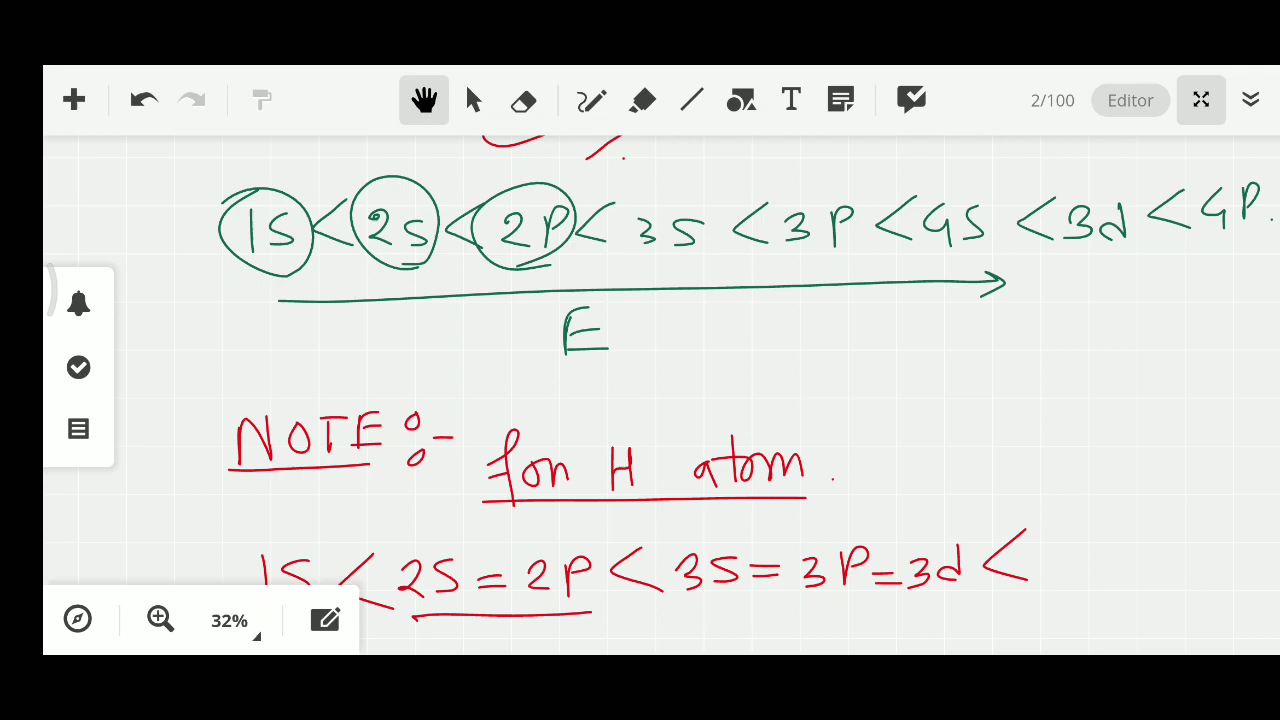 2/100 Editor
1S < 2S < 2P < 3S < 3P < 4S < 3d < 4P.
E
NOTE :- for H atom.
1S < 2S = 2P < 3S = 3P = 3d <
32%